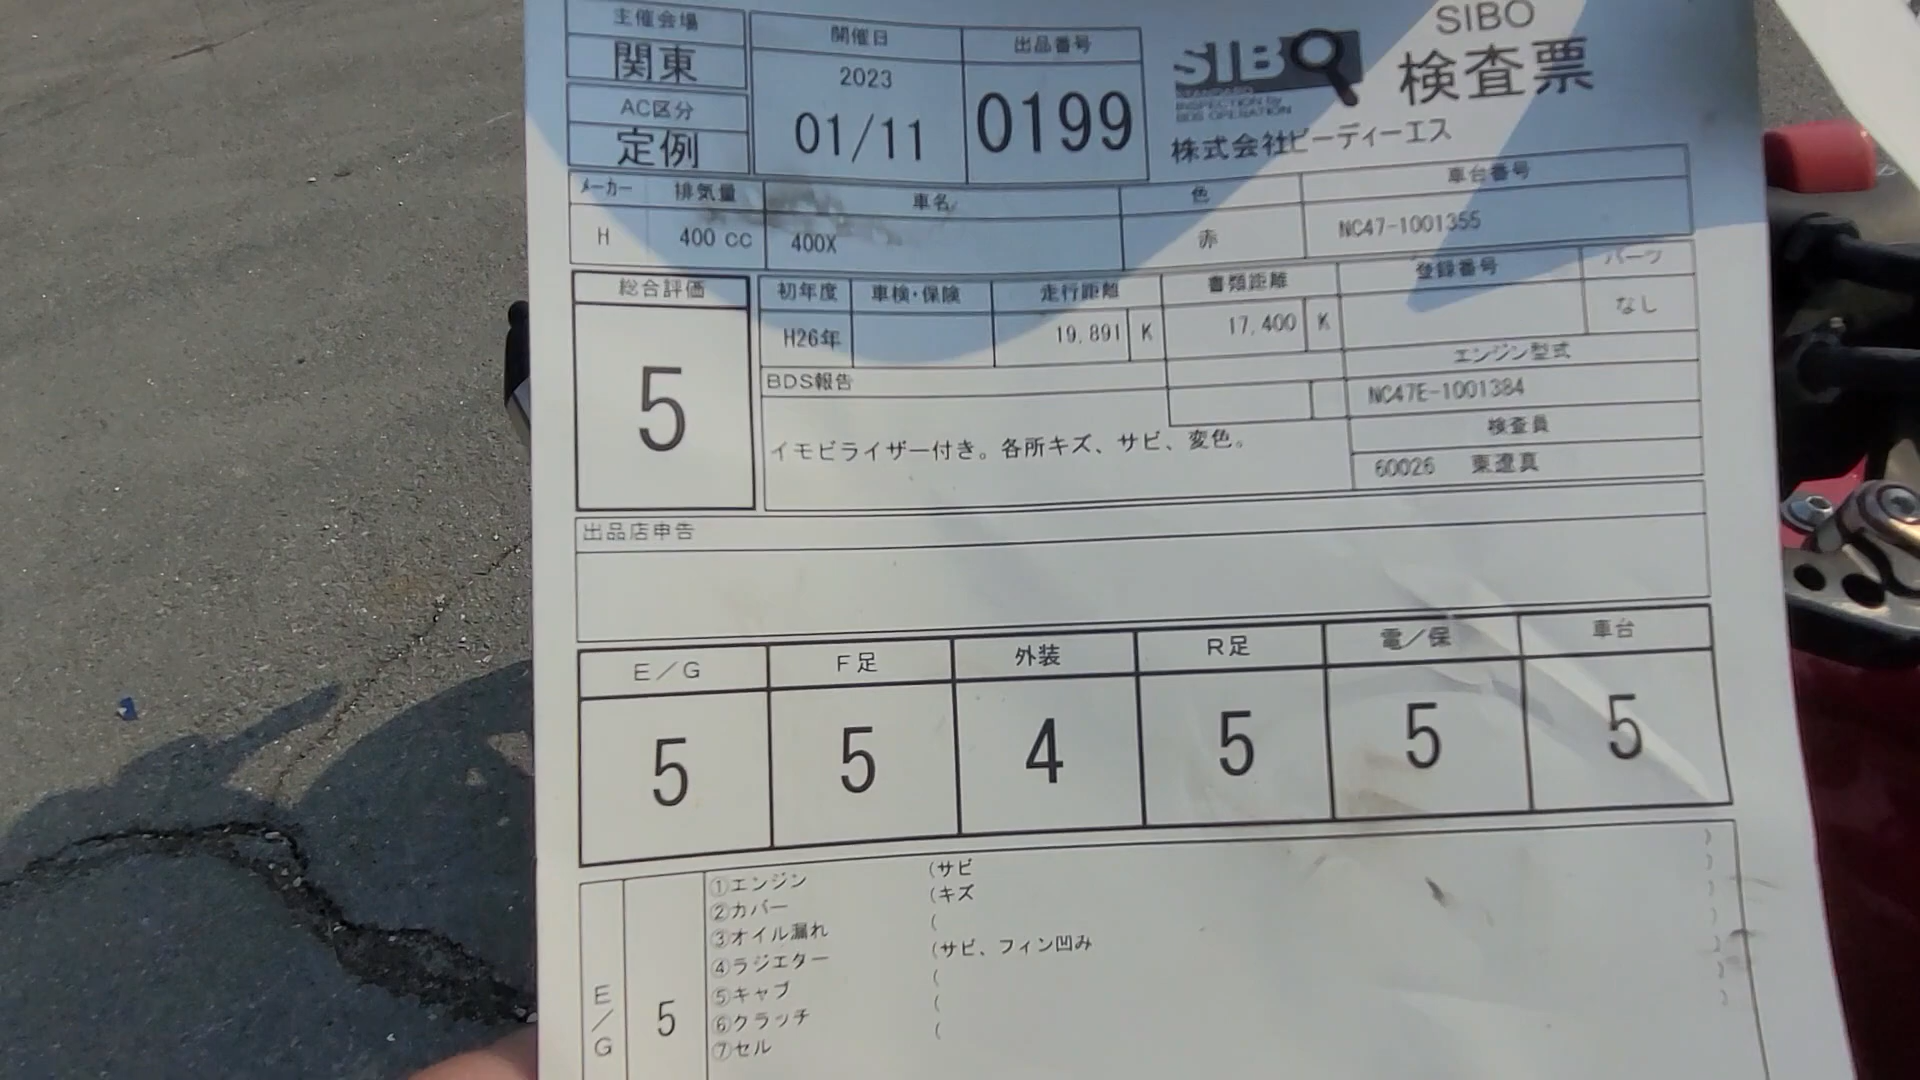 主催会場
関東
AC区分
定例
開催日
2023
01/11
出品番号
0199
SIBO
STANDARD
INSPECTION by
BDS OPERATION
SIBO
検査票
株式会社ビーディーエス
メーカー 排気量 車名 色 車台番号
H 400 cc 400X 赤 NC47-1001355
総合評価
5
初年度 車検・保険 走行距離 書類距離 登録番号 パーツ
H26年 19,891 K 17,400 K なし
エンジン型式
NC47E-1001384
BDS報告
イモビライザー付き。各所キズ、サビ、変色。
検査員
60026 東遼真
出品店申告
E/G F足 外装 R足 電/保 車台
5 5 4 5 5 5
E/G
5
①エンジン (サビ )
②カバー (キズ )
③オイル漏れ ( )
④ラジエター (サビ、フィン凹み )
⑤キャブ ( )
⑥クラッチ ( )
⑦セル ( )